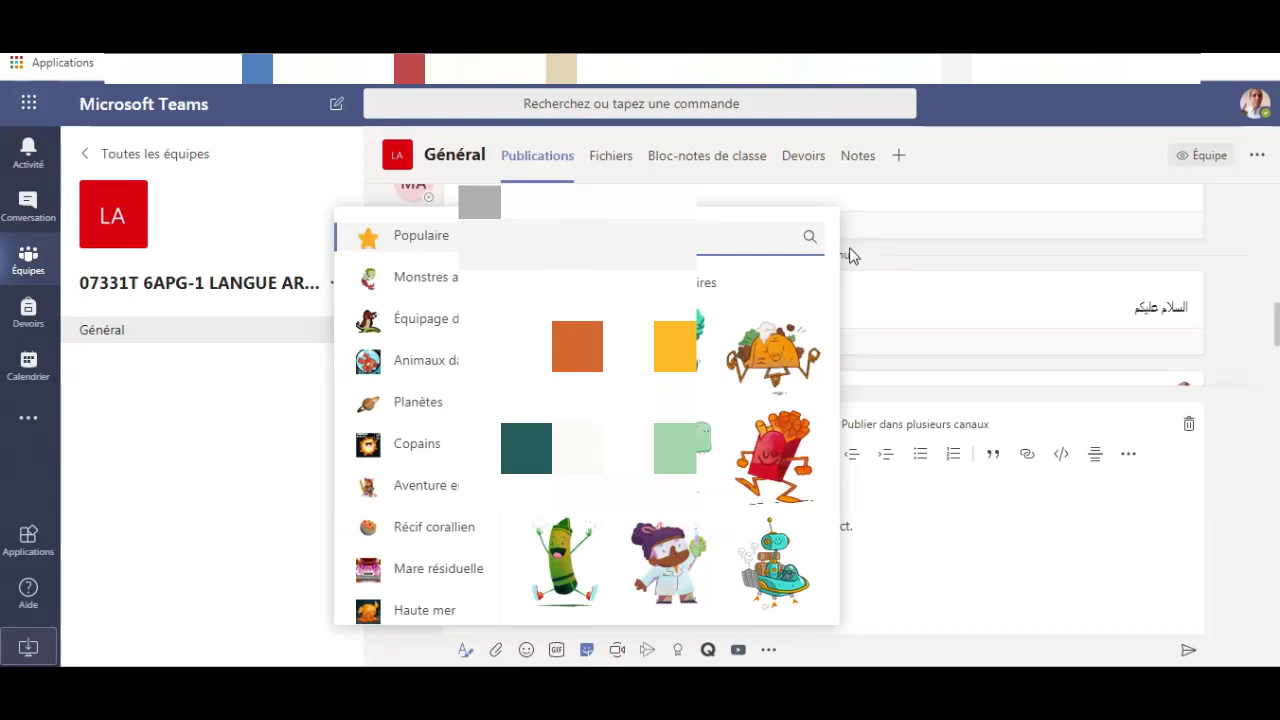 Applications
Microsoft Teams
Recherchez ou tapez une commande
Activité
Conversation
Équipes
Devoirs
Calendrier
Applications
Aide
Toutes les équipes
LA
07331T 6APG-1 LANGUE AR...
Général
LA
Général
Publications
Fichiers
Bloc-notes de classe
Devoirs
Notes
Équipe
MA
Populaire
Monstres a
Équipage d
Animaux da
Planètes
Copains
Aventure e
Récif corallien
Mare résiduelle
Haute mer
ires
السلام عليكم
Publier dans plusieurs canaux
ct.
GIF